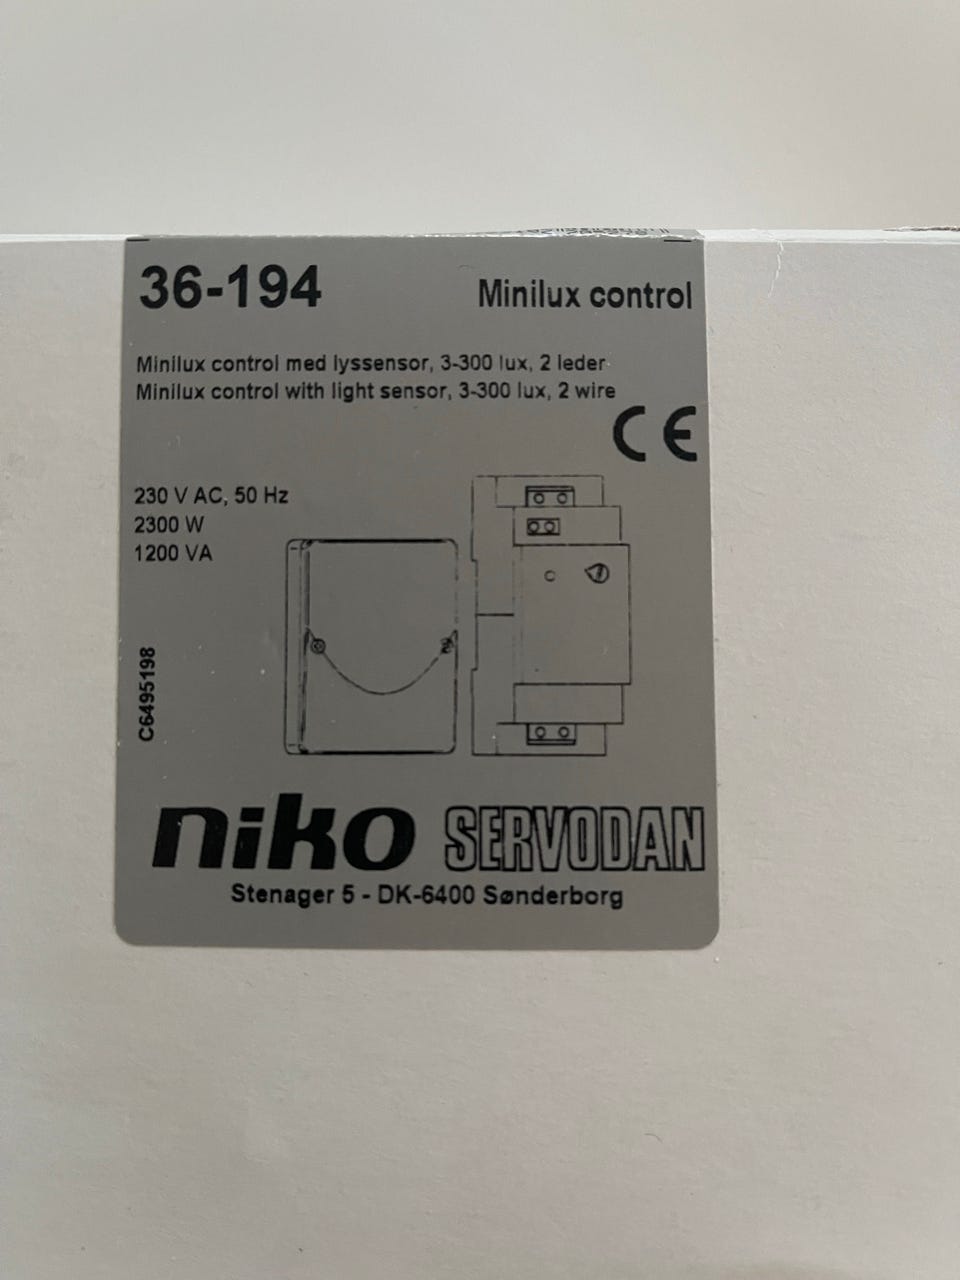 36-194
Minilux control
Minilux control med lyssensor, 3-300 lux, 2 leder
Minilux control with light sensor, 3-300 lux, 2 wire
CE
230 V AC, 50 Hz
2300 W
1200 VA
C6495198
niko SERVODAN
Stenager 5 - DK-6400 Sønderborg